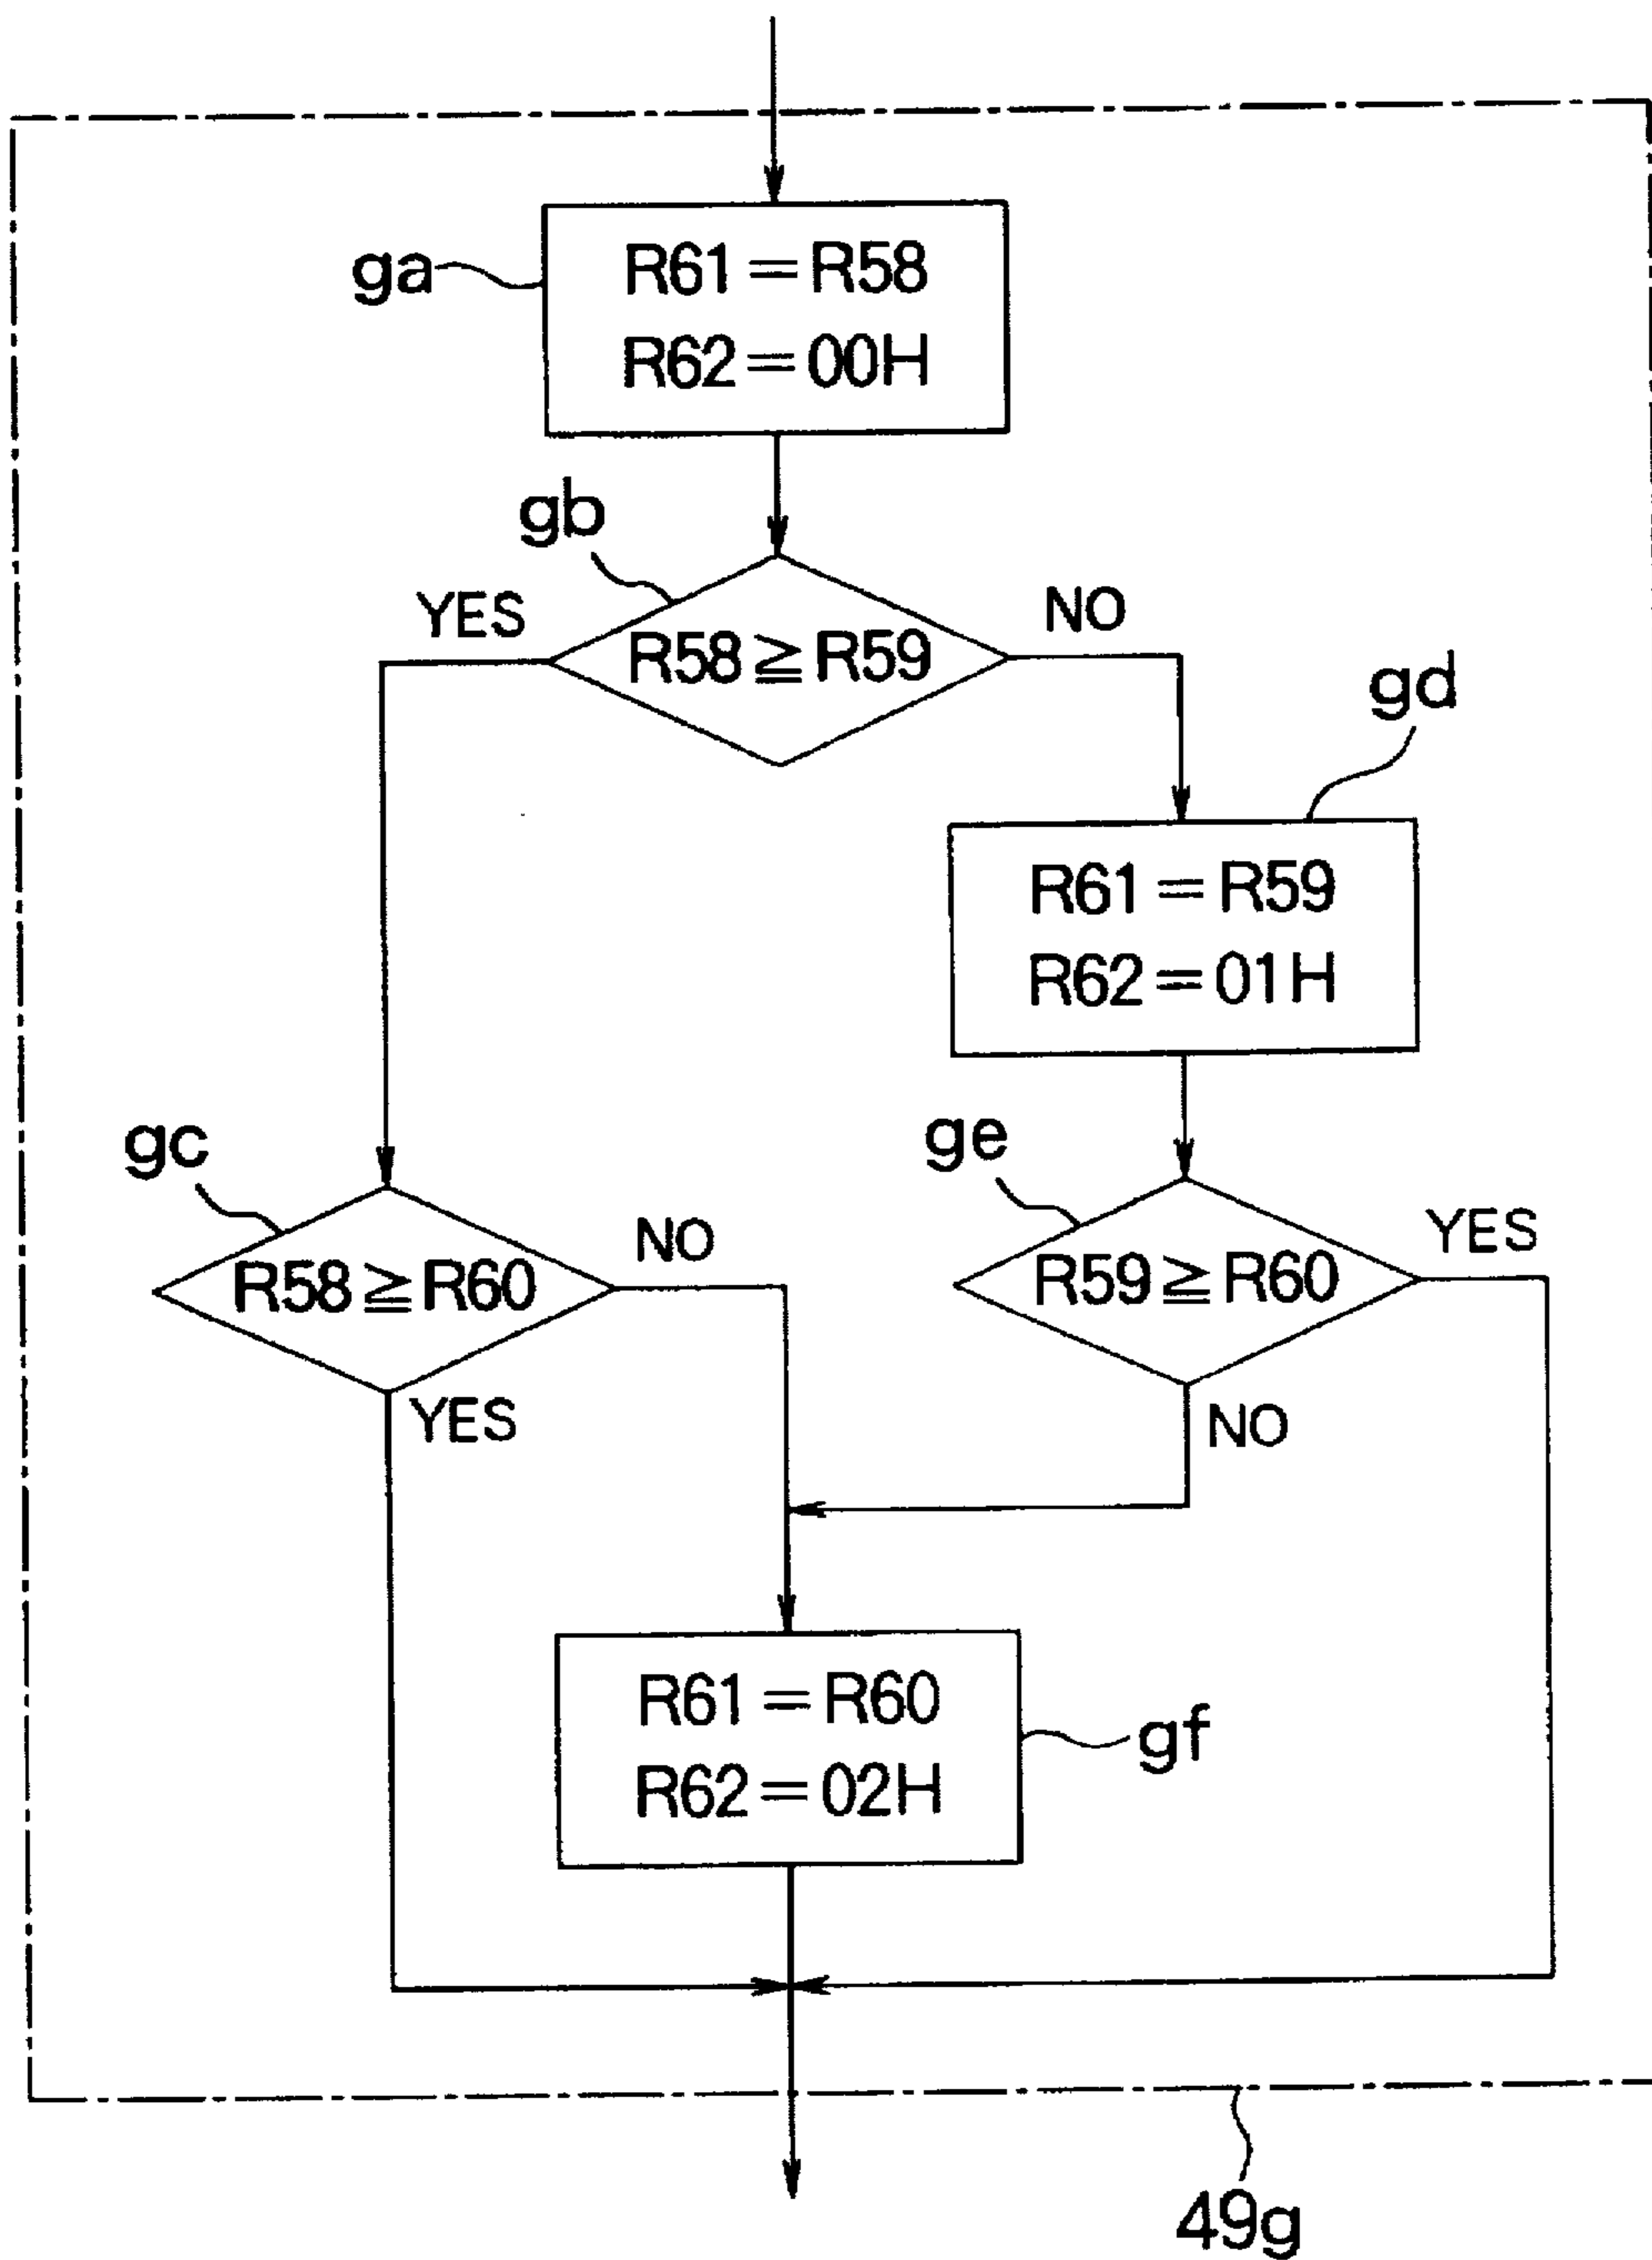 ga
R61=R58
R62=00H
gb
YES
R58≧R59
NO
gd
R61=R59
R62=01H
gc
R58≧R60
NO
YES
ge
R59≧R60
YES
NO
R61=R60
R62=02H
gf
49g